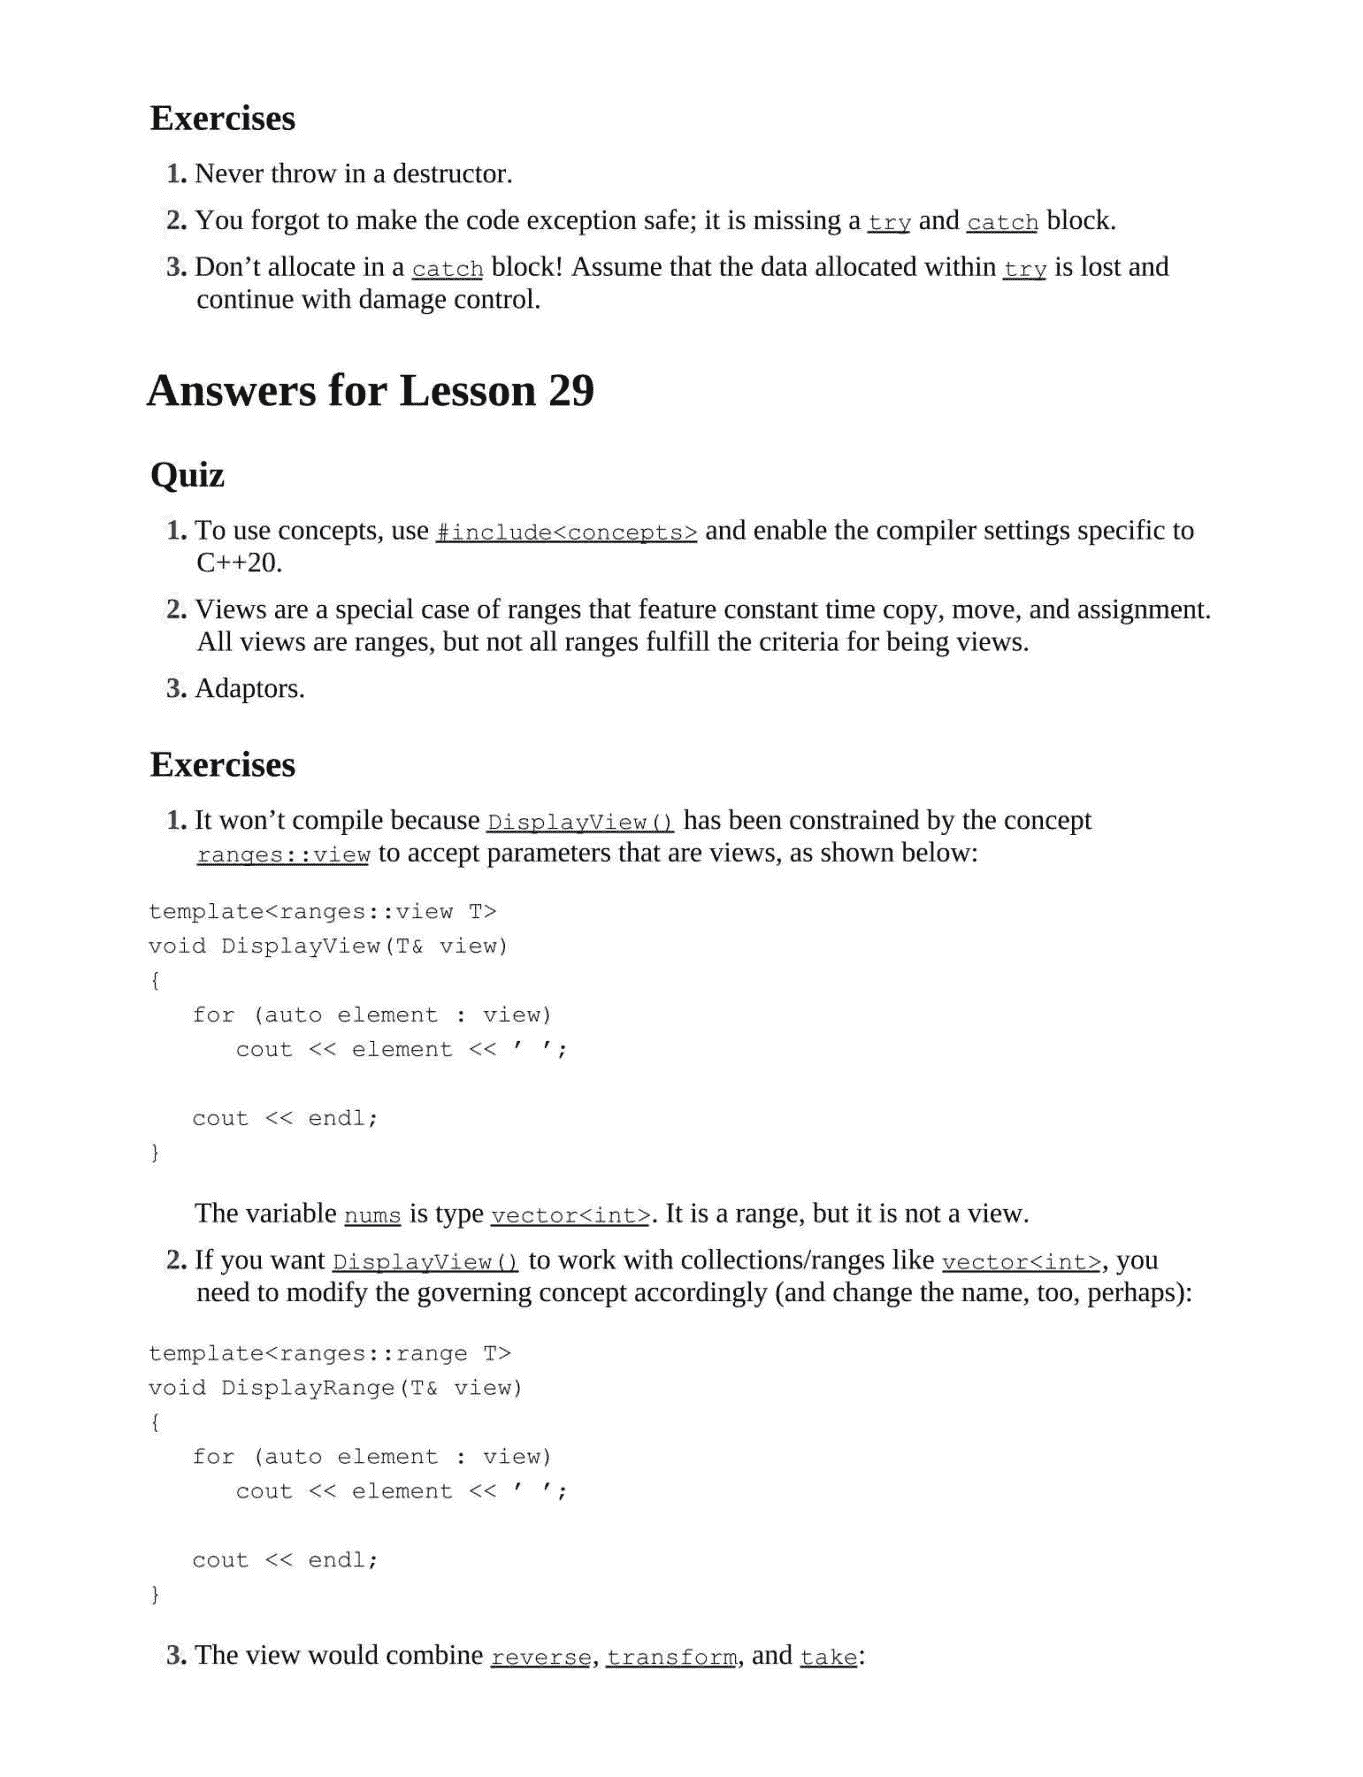 Exercises
1. Never throw in a destructor.
2. You forgot to make the code exception safe; it is missing a try and catch block.
3. Don’t allocate in a catch block! Assume that the data allocated within try is lost and
continue with damage control.
Answers for Lesson 29
Quiz
1. To use concepts, use #include<concepts> and enable the compiler settings specific to
C++20.
2. Views are a special case of ranges that feature constant time copy, move, and assignment.
All views are ranges, but not all ranges fulfill the criteria for being views.
3. Adaptors.
Exercises
1. It won’t compile because DisplayView() has been constrained by the concept
ranges::view to accept parameters that are views, as shown below:
template<ranges::view T>
void DisplayView(T& view)
{
   for (auto element : view)
      cout << element << ’ ’;
   cout << endl;
}
The variable nums is type vector<int>. It is a range, but it is not a view.
2. If you want DisplayView() to work with collections/ranges like vector<int>, you
need to modify the governing concept accordingly (and change the name, too, perhaps):
template<ranges::range T>
void DisplayRange(T& view)
{
   for (auto element : view)
      cout << element << ’ ’;
   cout << endl;
}
3. The view would combine reverse, transform, and take: